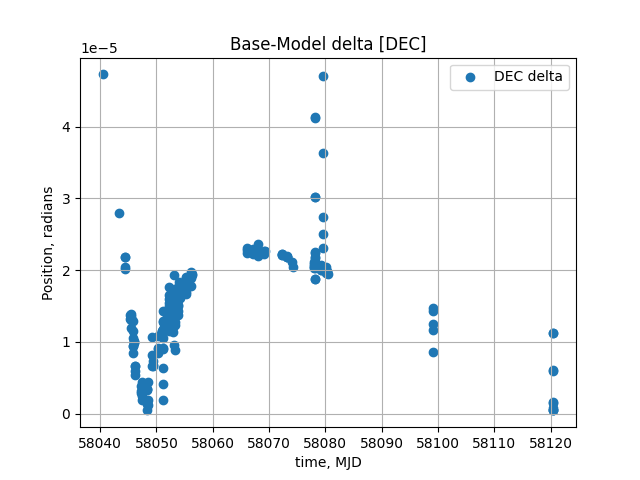 Base-Model delta [DEC]
1e−5
DEC delta
4
3
2
1
0
Position, radians
58040 58050 58060 58070 58080 58090 58100 58110 58120
time, MJD